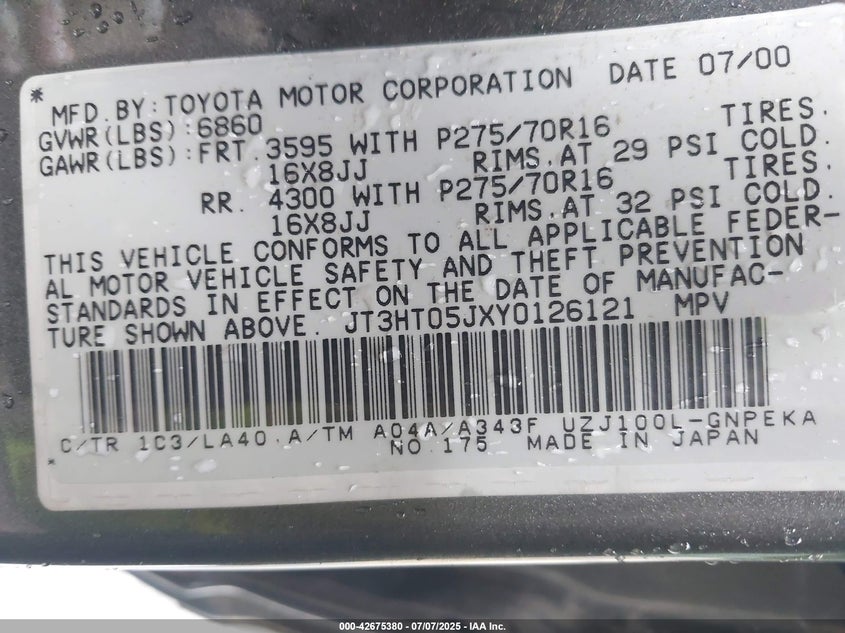 * MFD.BY:TOYOTA MOTOR CORPORATION DATE 07/00
GVWR(LBS):6860
GAWR(LBS):FRT.3595 WITH P275/70R16 TIRES.
16X8JJ RIMS.AT 29 PSI COLD.
RR. 4300 WITH P275/70R16 TIRES.
16X8JJ RIMS.AT 32 PSI COLD.
THIS VEHICLE CONFORMS TO ALL APPLICABLE FEDER-
AL MOTOR VEHICLE SAFETY AND THEFT PREVENTION
STANDARDS IN EFFECT ON THE DATE OF MANUFAC-
TURE SHOWN ABOVE. JT3HT05JXY0126121 MPV
C/TR 1C3/LA40.A/TM A04A/A343F UZJ100L-GNPEKA
* NO.175 MADE IN JAPAN
000-42675380 - 07/07/2025 - IAA Inc.